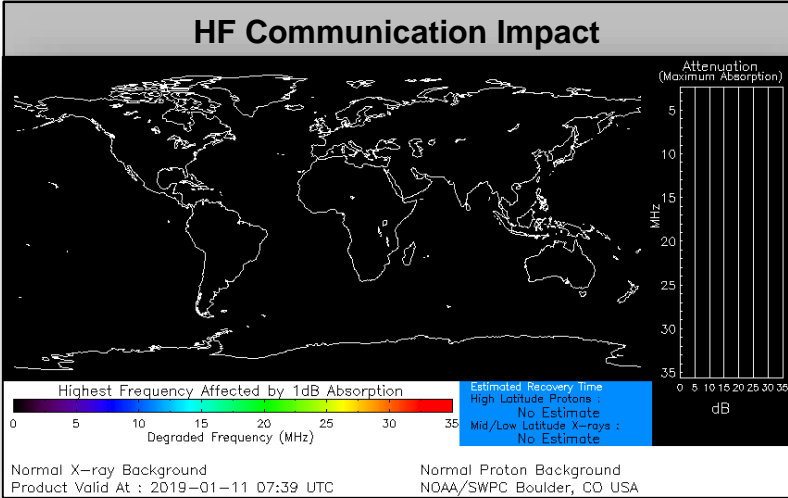 HF Communication Impact
Attenuation
(Maximum Absorption)
5
10
15
20
25
30
35
MHz
0 5 10 15 20 25 30 35
dB
Highest Frequency Affected by 1dB Absorption
0 5 10 15 20 25 30 35
Degraded Frequency (MHz)
Estimated Recovery Time
High Latitude Protons :
No Estimate
Mid/Low Latitude X-rays :
No Estimate
Normal X-ray Background
Product Valid At : 2019-01-11 07:39 UTC
Normal Proton Background
NOAA/SWPC Boulder, CO USA